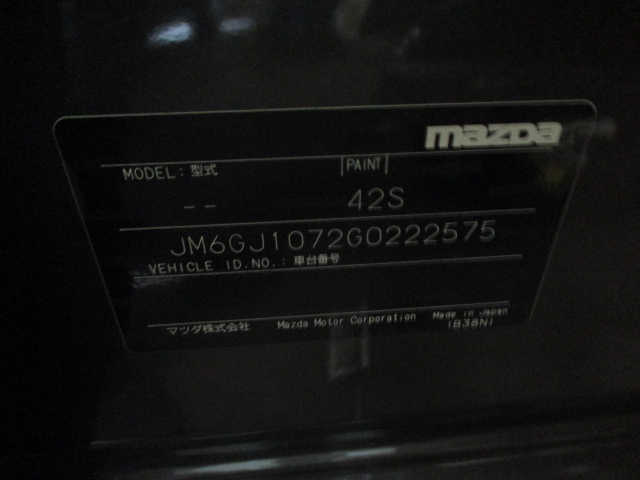 mazda
MODEL: 型式 PAINT
-- 42S
JM6GJ1072G0222575
VEHICLE ID.NO.: 車台番号
マツダ株式会社 Mazda Motor Corporation Made in Japan
(B38N)